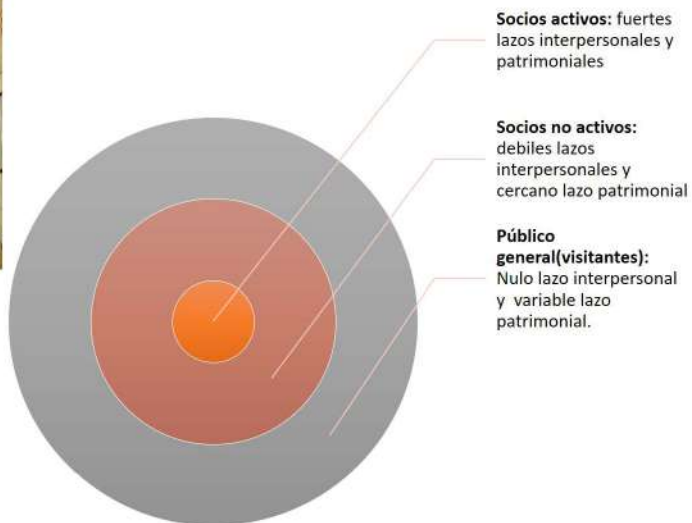 Socios activos: fuertes
lazos interpersonales y
patrimoniales
Socios no activos:
debiles lazos
interpersonales y
cercano lazo patrimonial
Público
general(visitantes):
Nulo lazo interpersonal
y variable lazo
patrimonial.